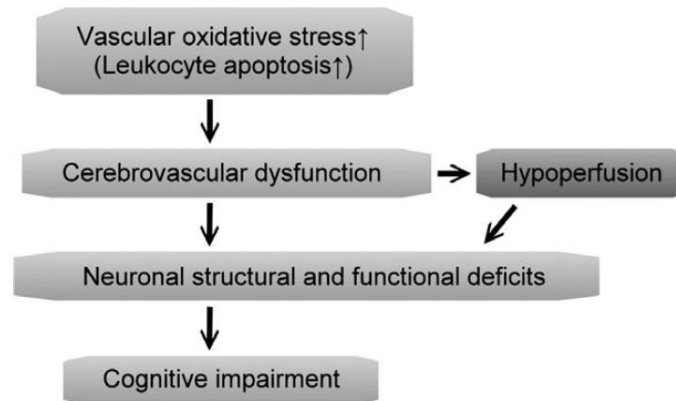 Vascular oxidative stress↑
(Leukocyte apoptosis↑)
Cerebrovascular dysfunction
Hypoperfusion
Neuronal structural and functional deficits
Cognitive impairment